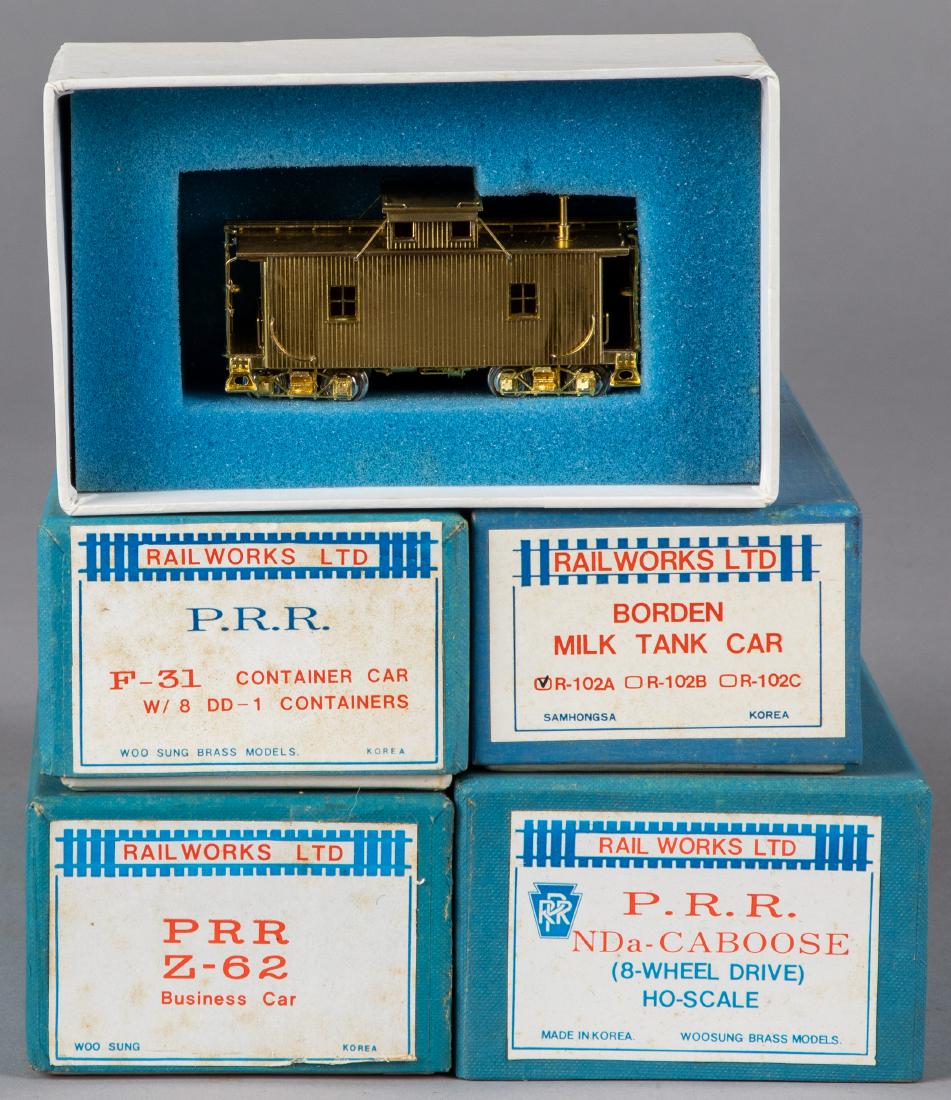 RAILWORKS LTD
P.R.R.
F-31 CONTAINER CAR
W/ 8 DD-1 CONTAINERS
WOO SUNG BRASS MODELS. KOREA
RAILWORKS LTD
BORDEN
MILK TANK CAR
R-102A R-102B R-102C
SAMHONGSA KOREA
RAILWORKS LTD
PRR
Z-62
Business Car
WOO SUNG KOREA
RAIL WORKS LTD
PRR
P.R.R.
NDa-CABOOSE
(8-WHEEL DRIVE)
HO-SCALE
MADE IN KOREA. WOOSUNG BRASS MODELS.